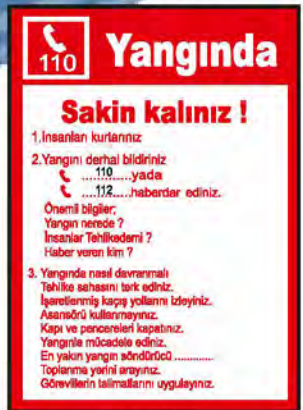 110
Yangında
Sakin kalınız !
1.İnsanları kurtarınız
2.Yangını derhal bildiriniz
110 yada
112 haberdar ediniz.
Önemli bilgiler;
Yangın nerede ?
İnsanlar Tehlikedemi ?
Haber veren kim ?
3. Yangında nasıl davranmalı
Tehlike sahasını terk ediniz.
İşaretlenmiş kaçış yollarını izleyiniz.
Asansörü kullanmayınız.
Kapı ve pencereleri kapatınız.
Yangınle mücadele ediniz.
En yakın yangın söndürücü ............
Toplanma yerini arayınız.
Görevlilerin talimatlarını uygulayınız.